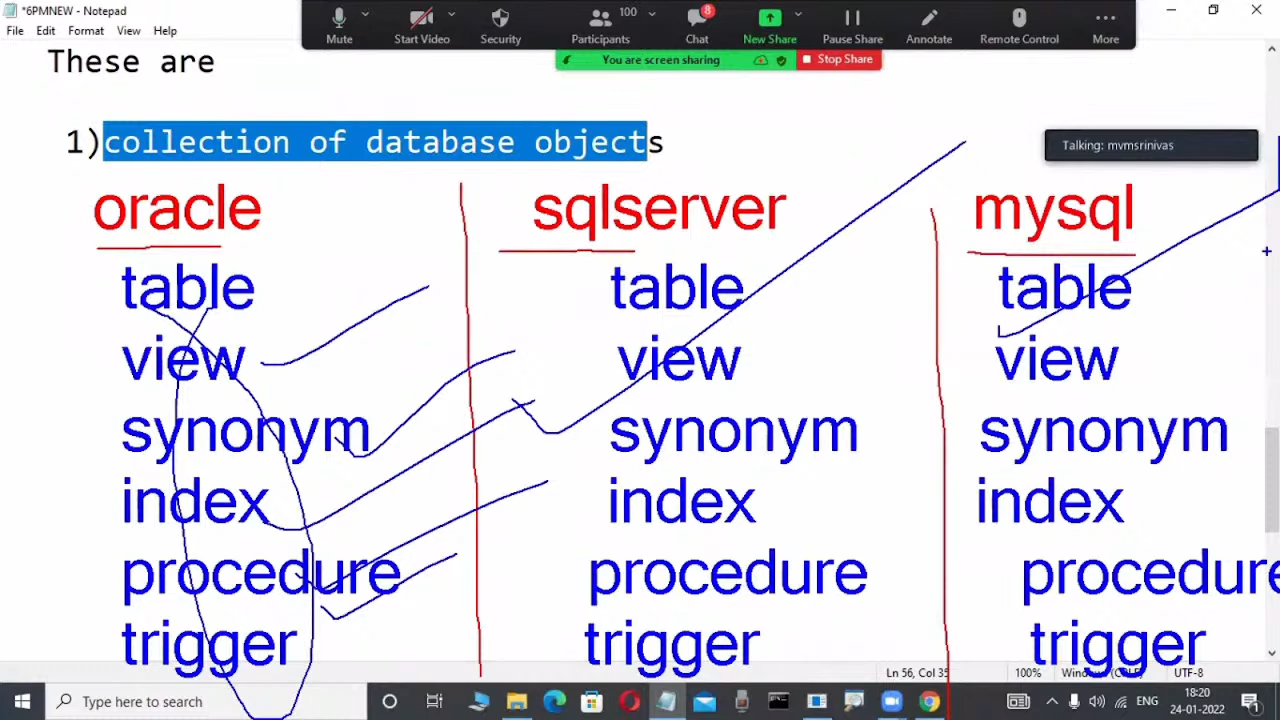 *6PMNEW - Notepad
File Edit Format View Help
Mute Start Video Security 100 Participants 8 Chat New Share Pause Share Annotate Remote Control More
You are screen sharing Stop Share
These are
1)collection of database objects
Talking: mvmsrinivas
oracle sqlserver mysql
table table table
view view view
synonym synonym synonym
index index index
procedure procedure procedure
trigger trigger trigger
Ln 56, Col 35 100% UTF-8
Type here to search
ENG
18:20
24-01-2022
1